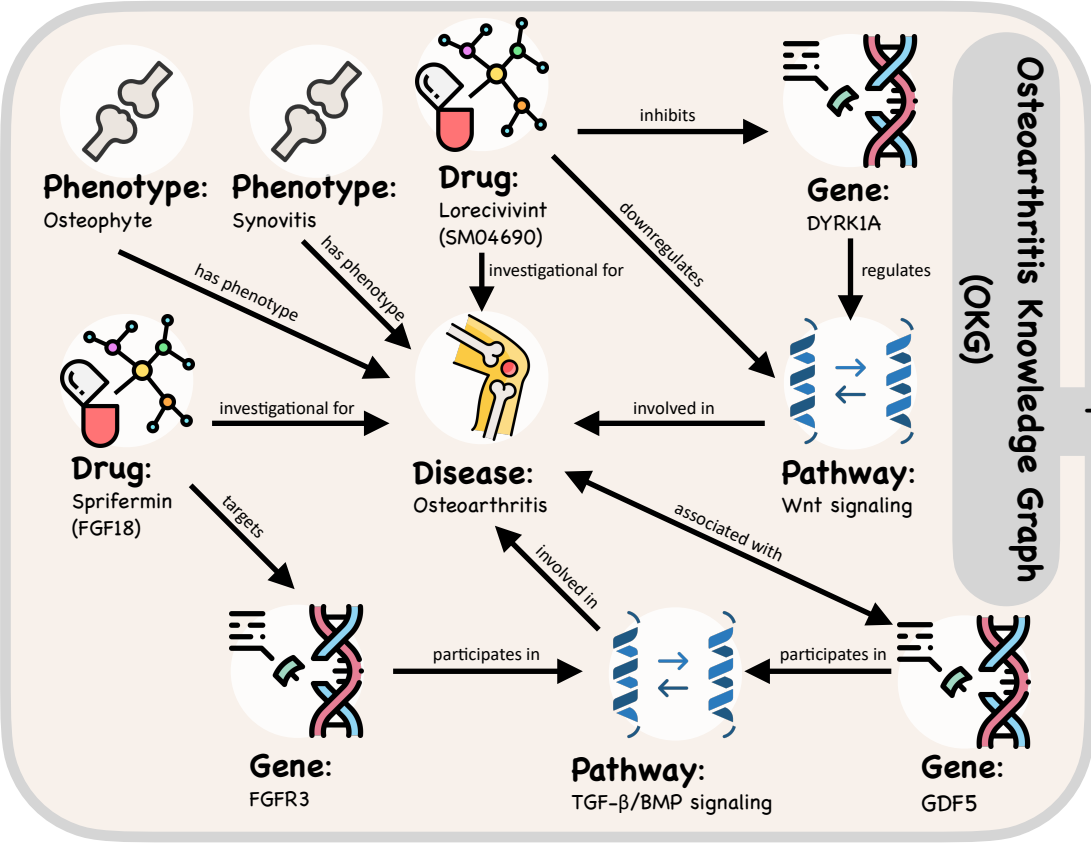 Phenotype:
Osteophyte
Phenotype:
Synovitis
Drug:
Lorecivivint
(SM04690)
inhibits
Gene:
DYRK1A
Osteoarthritis Knowledge Graph
(OKG)
has phenotype
has phenotype
investigational for
downregulates
regulates
Drug:
Sprifermin
(FGF18)
investigational for
Disease:
Osteoarthritis
involved in
Pathway:
Wnt signaling
targets
involved in
associated with
Gene:
FGFR3
participates in
Pathway:
TGF-β/BMP signaling
participates in
Gene:
GDF5